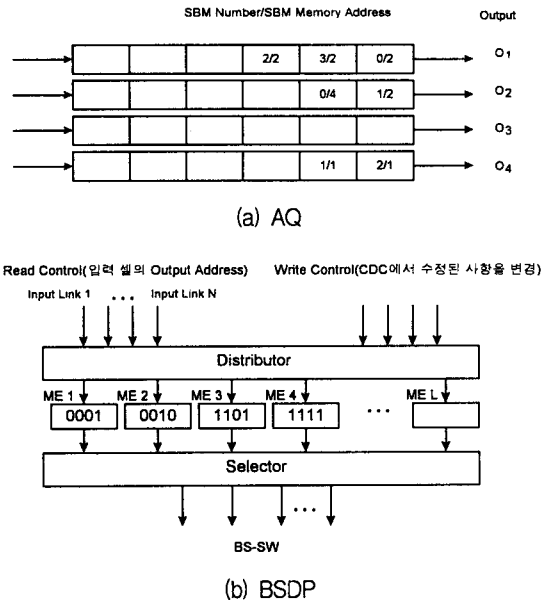 SBM Number/SBM Memory Address
Output
2/2 3/2 0/2 O1
0/4 1/2 O2
O3
1/1 2/1 O4
(a) AQ
Read Control(입력 셀의 Output Address) Write Control(CDC에서 수정된 사항을 변경)
Input Link 1 ••• Input Link N
Distributor
ME 1 ME 2 ME 3 ME 4 ME L
0001 0010 1101 1111 •••
Selector
•••
BS-SW
(b) BSDP